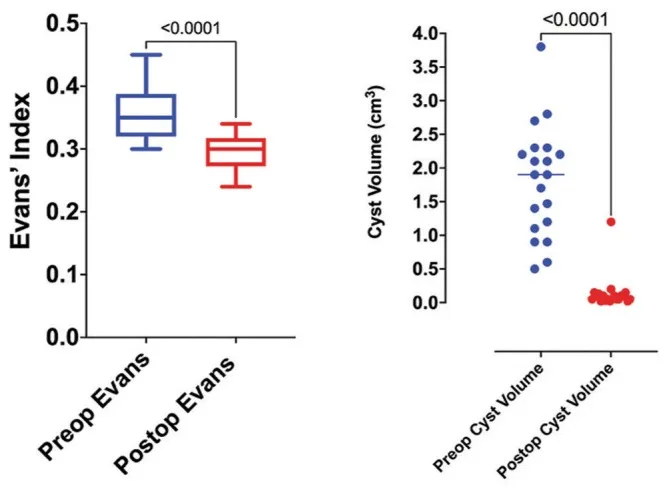 <0.0001
0.5
0.4
0.3
0.2
0.1
0.0
Evans' Index
Preop Evans
Postop Evans
<0.0001
4.0
3.5
3.0
2.5
2.0
1.5
1.0
0.5
0.0
Cyst Volume (cm³)
Preop Cyst Volume
Postop Cyst Volume